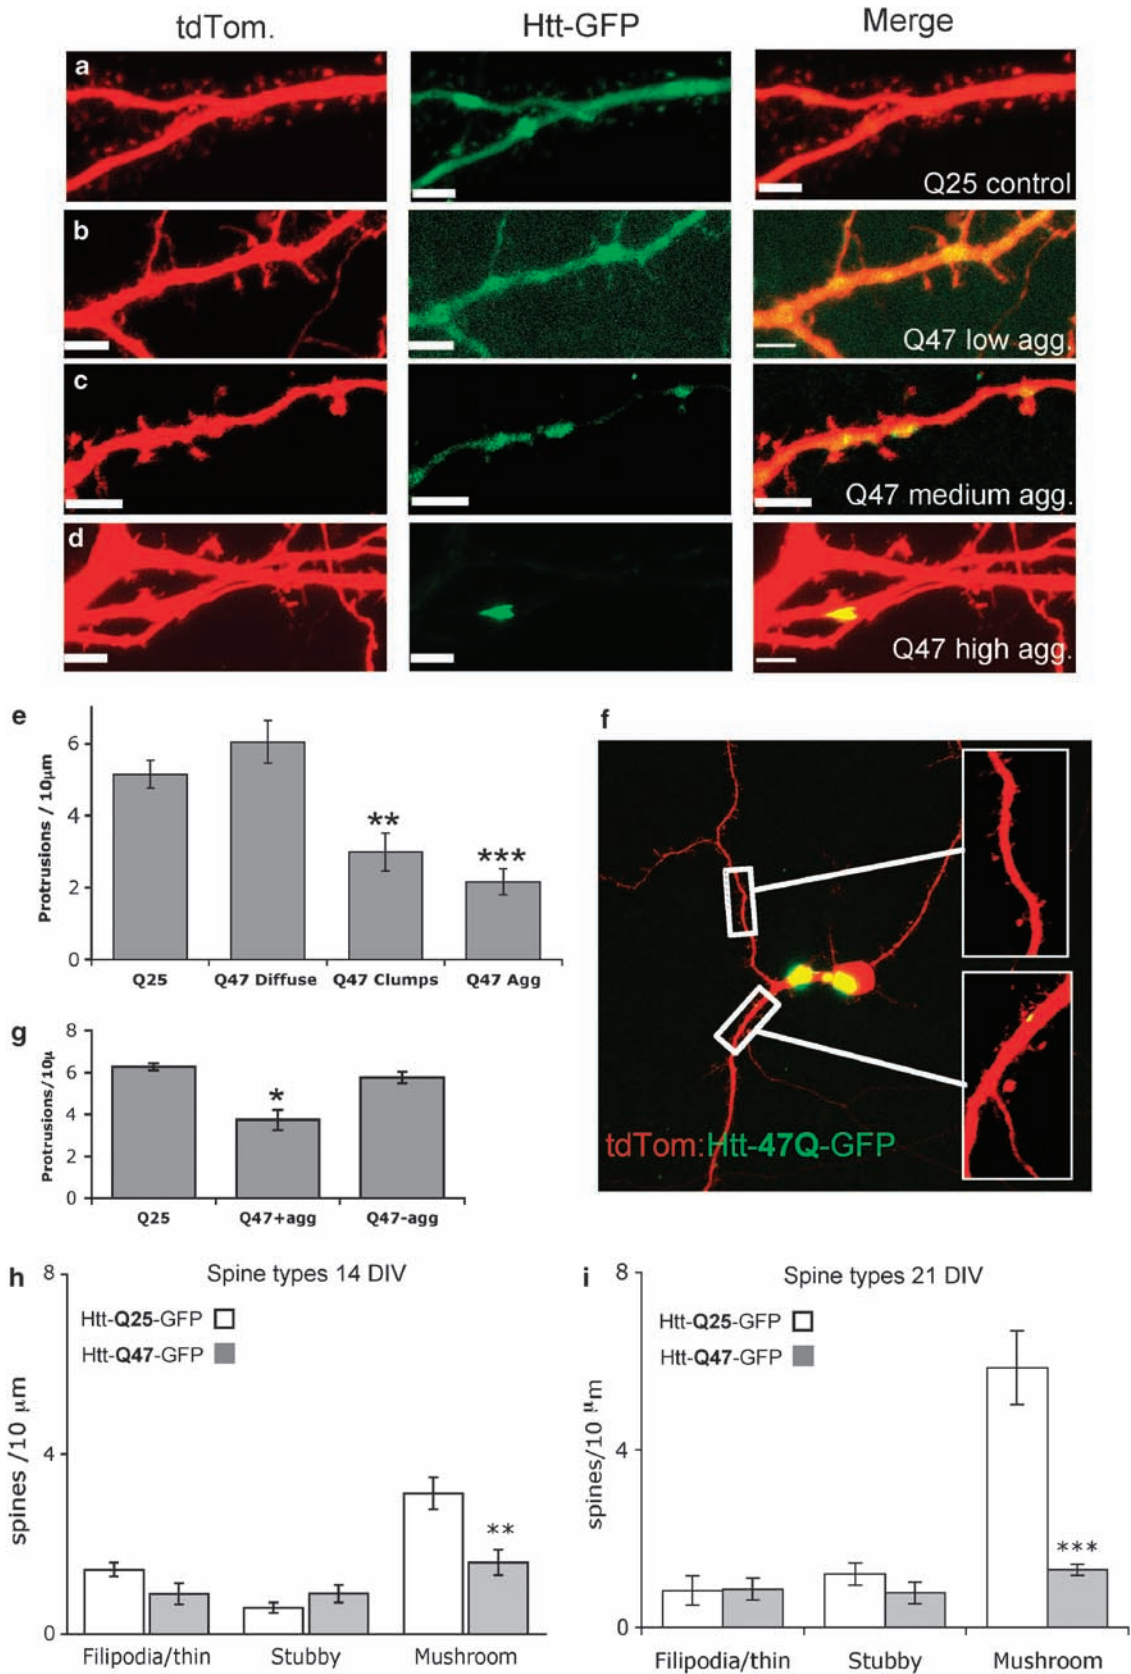 tdTom. Htt-GFP Merge
a
Q25 control
b
Q47 low agg.
c
Q47 medium agg.
d
Q47 high agg.
e
Protrusions / 10μm
6
4
2
0
Q25 Q47 Diffuse Q47 Clumps Q47 Agg
** ***
f
tdTom:Htt-47Q-GFP
g
Protrusions/10μ
8
6
4
2
0
*
Q25 Q47+agg Q47-agg
h
Spine types 14 DIV
Htt-Q25-GFP
Htt-Q47-GFP
spines /10 μm
8
4
0
**
Filipodia/thin Stubby Mushroom
i
Spine types 21 DIV
Htt-Q25-GFP
Htt-Q47-GFP
spines/10 μm
8
4
0
***
Filipodia/thin Stubby Mushroom